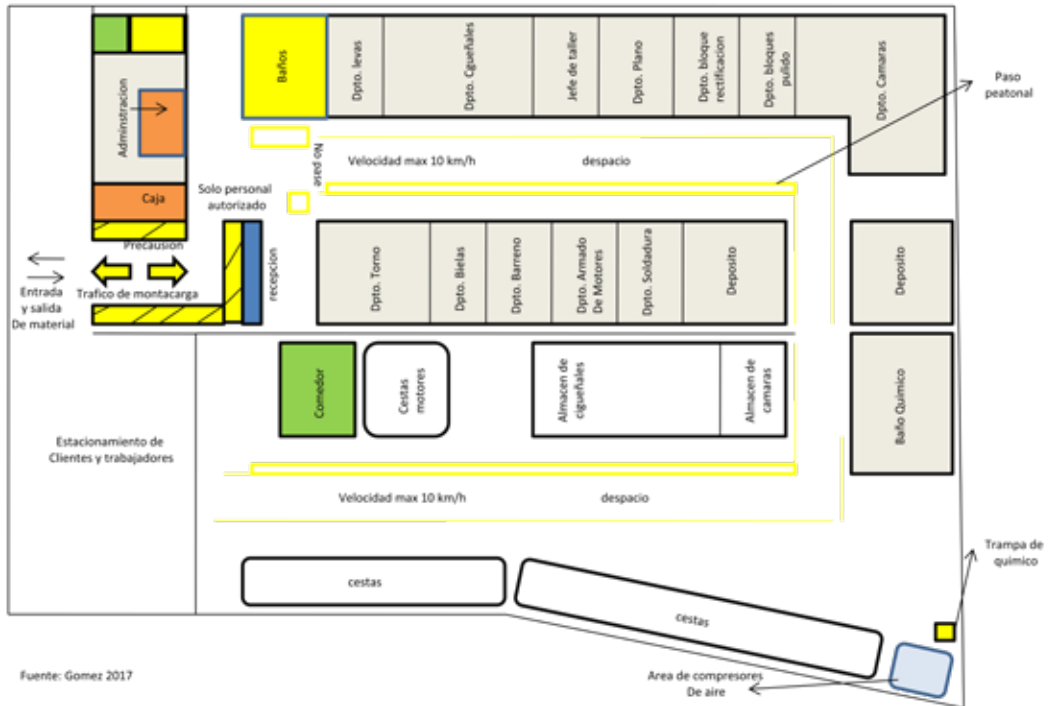 Baños
Dpto. levas
Dpto. Cgueñales
Jefe de taller
Dpto. Plano
Dpto. bloque
rectificacion
Dpto. bloques
pulido
Dpto. Camaras
Paso
peatonal
Adminstracion
Caja
Precausion
Velocidad max 10 km/h
despacio
No pase
Solo personal
autorizado
Entrada
y salida
De material
Trafico de montacarga
recepcion
Dpto. Torno
Dpto. Bielas
Dpto. Barreno
Dpto. Armado
De Motores
Dpto. Soldadura
Deposito
Deposito
Comedor
Cestas
motores
Almacen de
cigueñales
Almacen de
camaras
Baño Quimico
Estacionamiento de
Clientes y trabajadores
Velocidad max 10 km/h
despacio
cestas
cestas
Trampa de
quimico
Area de compresores
De aire
Fuente: Gomez 2017